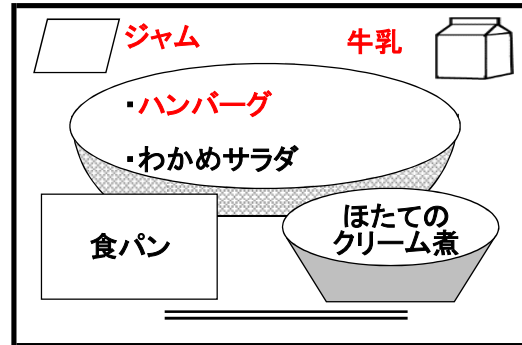 ジャム
牛乳
・ハンバーグ
・わかめサラダ
食パン
ほたての
クリーム煮